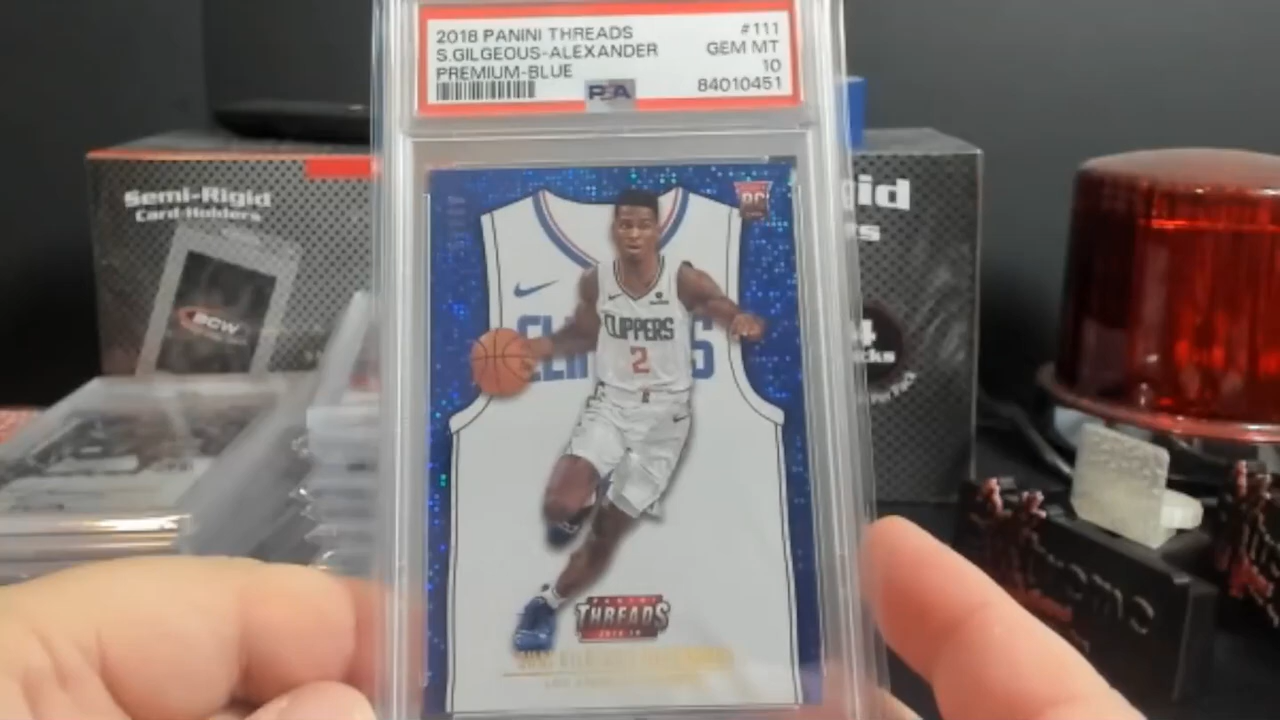 2018 PANINI THREADS
S.GILGEOUS-ALEXANDER
PREMIUM-BLUE
#111
GEM MT
10
84010451
PSA
Semi-Rigid
Card-Holders
BCW
RC
CLIPPERS
2
PANINI
THREADS